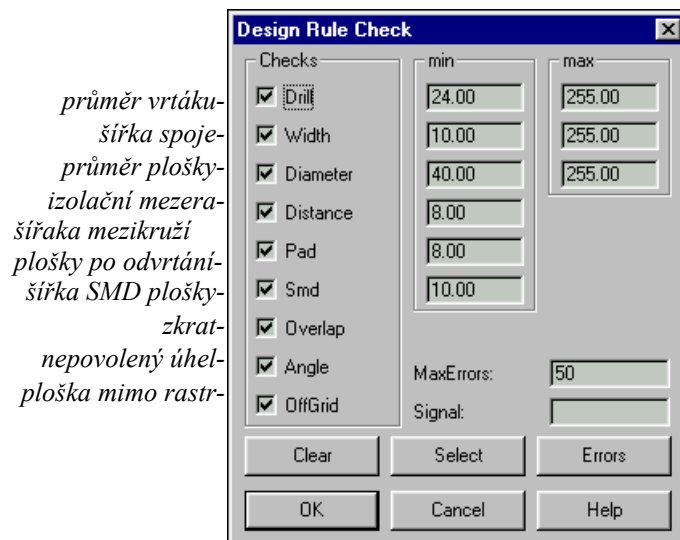 Design Rule Check
Checks
min
max
průměr vrtáku-
Drill
24.00
255.00
šířka spoje-
Width
10.00
255.00
průměr plošky-
Diameter
40.00
255.00
izolační mezera-
Distance
8.00
šířaka mezikruží
plošky po odvrtání-
Pad
8.00
šířka SMD plošky-
Smd
10.00
zkrat-
Overlap
nepovolený úhel-
Angle
MaxErrors:
50
ploška mimo rastr-
OffGrid
Signal:
Clear
Select
Errors
OK
Cancel
Help